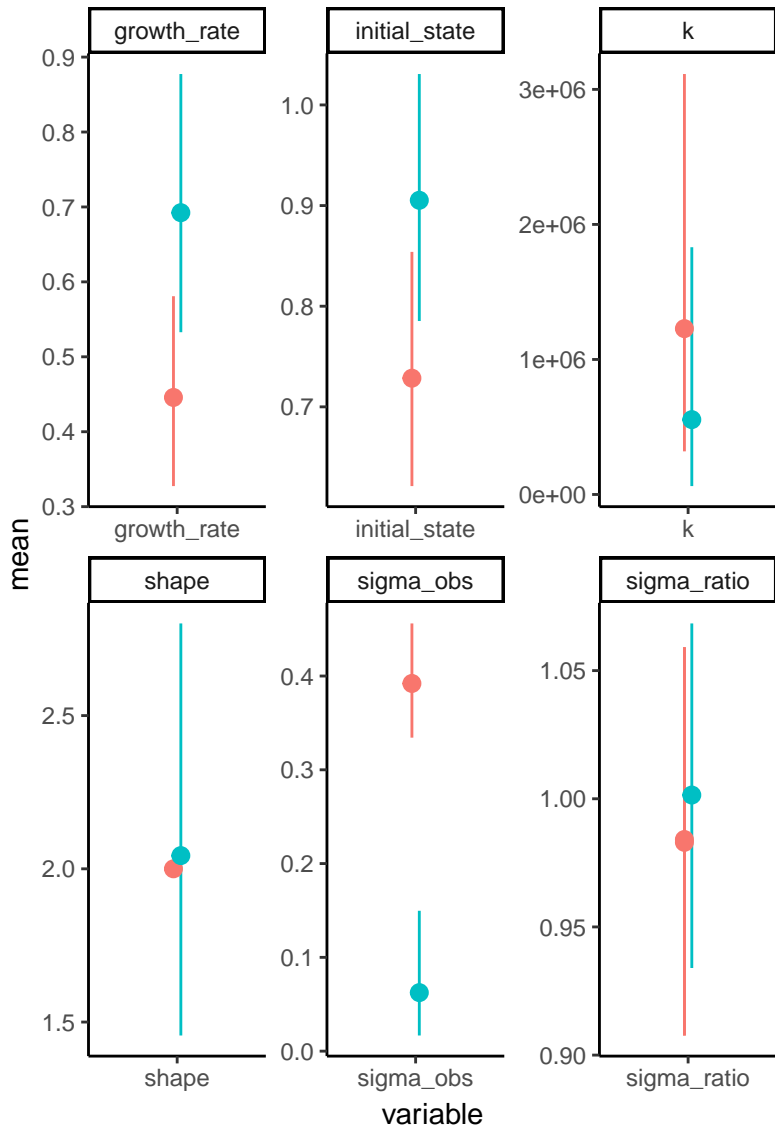 growth_rate initial_state k
0.9
0.8
0.7
0.6
0.5
0.4
0.3
1.0
0.9
0.8
0.7
3e+06
2e+06
1e+06
0e+00
growth_rate initial_state k
mean
shape sigma_obs sigma_ratio
2.5
2.0
1.5
0.4
0.3
0.2
0.1
0.0
1.05
1.00
0.95
0.90
shape sigma_obs sigma_ratio
variable